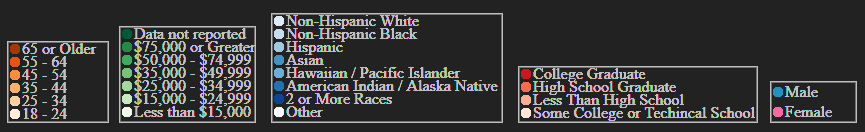 65 or Older
55 - 64
45 - 54
35 - 44
25 - 34
18 - 24
Data not reported
$75,000 or Greater
$50,000 - $74,999
$35,000 - $49,999
$25,000 - $34,999
$15,000 - $24,999
Less than $15,000
Non-Hispanic White
Non-Hispanic Black
Hispanic
Asian
Hawaiian / Pacific Islander
American Indian / Alaska Native
2 or More Races
Other
College Graduate
High School Graduate
Less Than High School
Some College or Techincal School
Male
Female